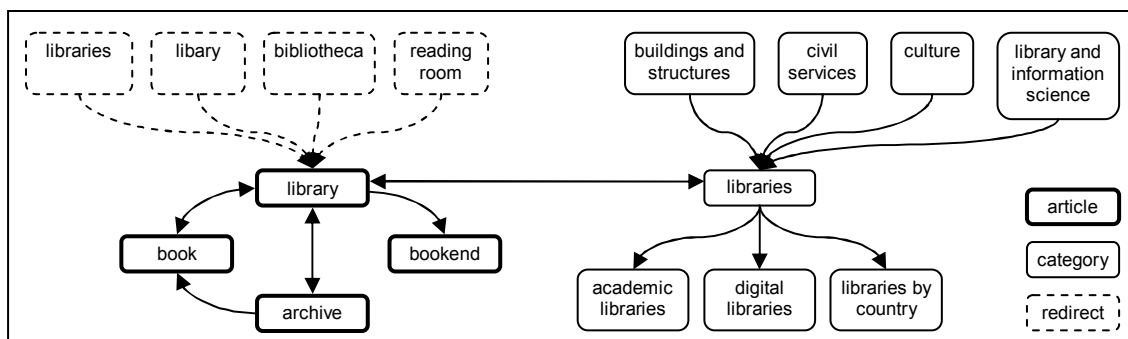 libraries
libary
bibliotheca
reading
room
buildings and
structures
civil
services
culture
library and
information
science
library
libraries
article
book
bookend
category
academic
libraries
digital
libraries
libraries by
country
archive
redirect